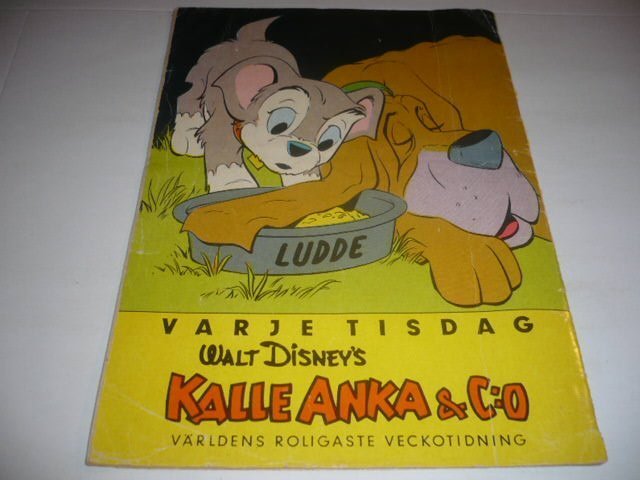 LUDDE
VARJE TISDAG
WALT DISNEY'S
KALLE ANKA & C:O
VÄRLDENS ROLIGASTE VECKOTIDNING